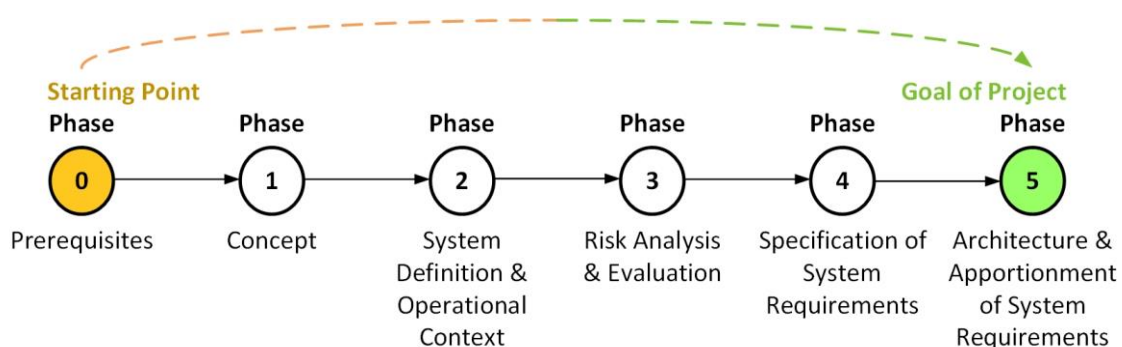 Starting Point
Goal of Project
Phase
Phase
Phase
Phase
Phase
Phase
0
1
2
3
4
5
Prerequisites
Concept
System
Definition &
Operational
Context
Risk Analysis
& Evaluation
Specification of
System
Requirements
Architecture &
Apportionment
of System
Requirements